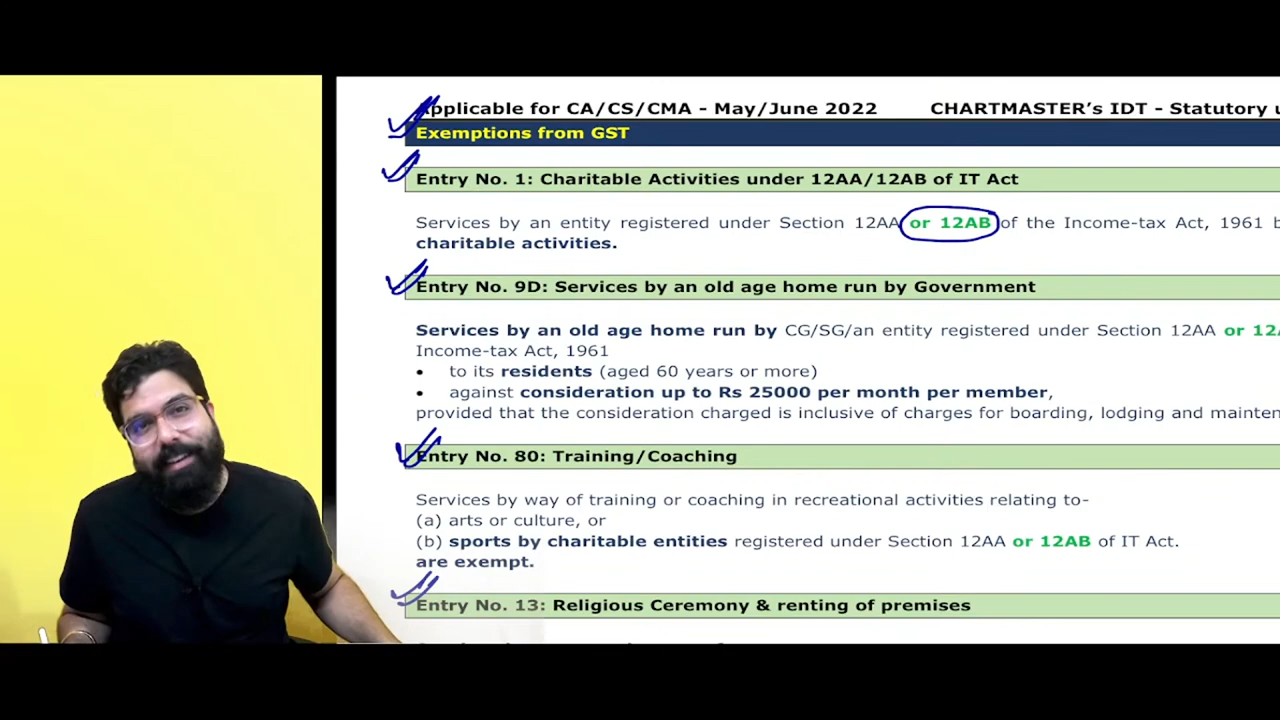 Applicable for CA/CS/CMA - May/June 2022 CHARTMASTER's IDT - Statutory
Exemptions from GST
Entry No. 1: Charitable Activities under 12AA/12AB of IT Act
Services by an entity registered under Section 12AA or 12AB of the Income-tax Act, 1961
charitable activities.
Entry No. 9D: Services by an old age home run by Government
Services by an old age home run by CG/SG/an entity registered under Section 12AA or
Income-tax Act, 1961
• to its residents (aged 60 years or more)
• against consideration up to Rs 25000 per month per member,
provided that the consideration charged is inclusive of charges for boarding, lodging and
Entry No. 80: Training/Coaching
Services by way of training or coaching in recreational activities relating to-
(a) arts or culture, or
(b) sports by charitable entities registered under Section 12AA or 12AB of IT Act.
are exempt.
Entry No. 13: Religious Ceremony & renting of premises